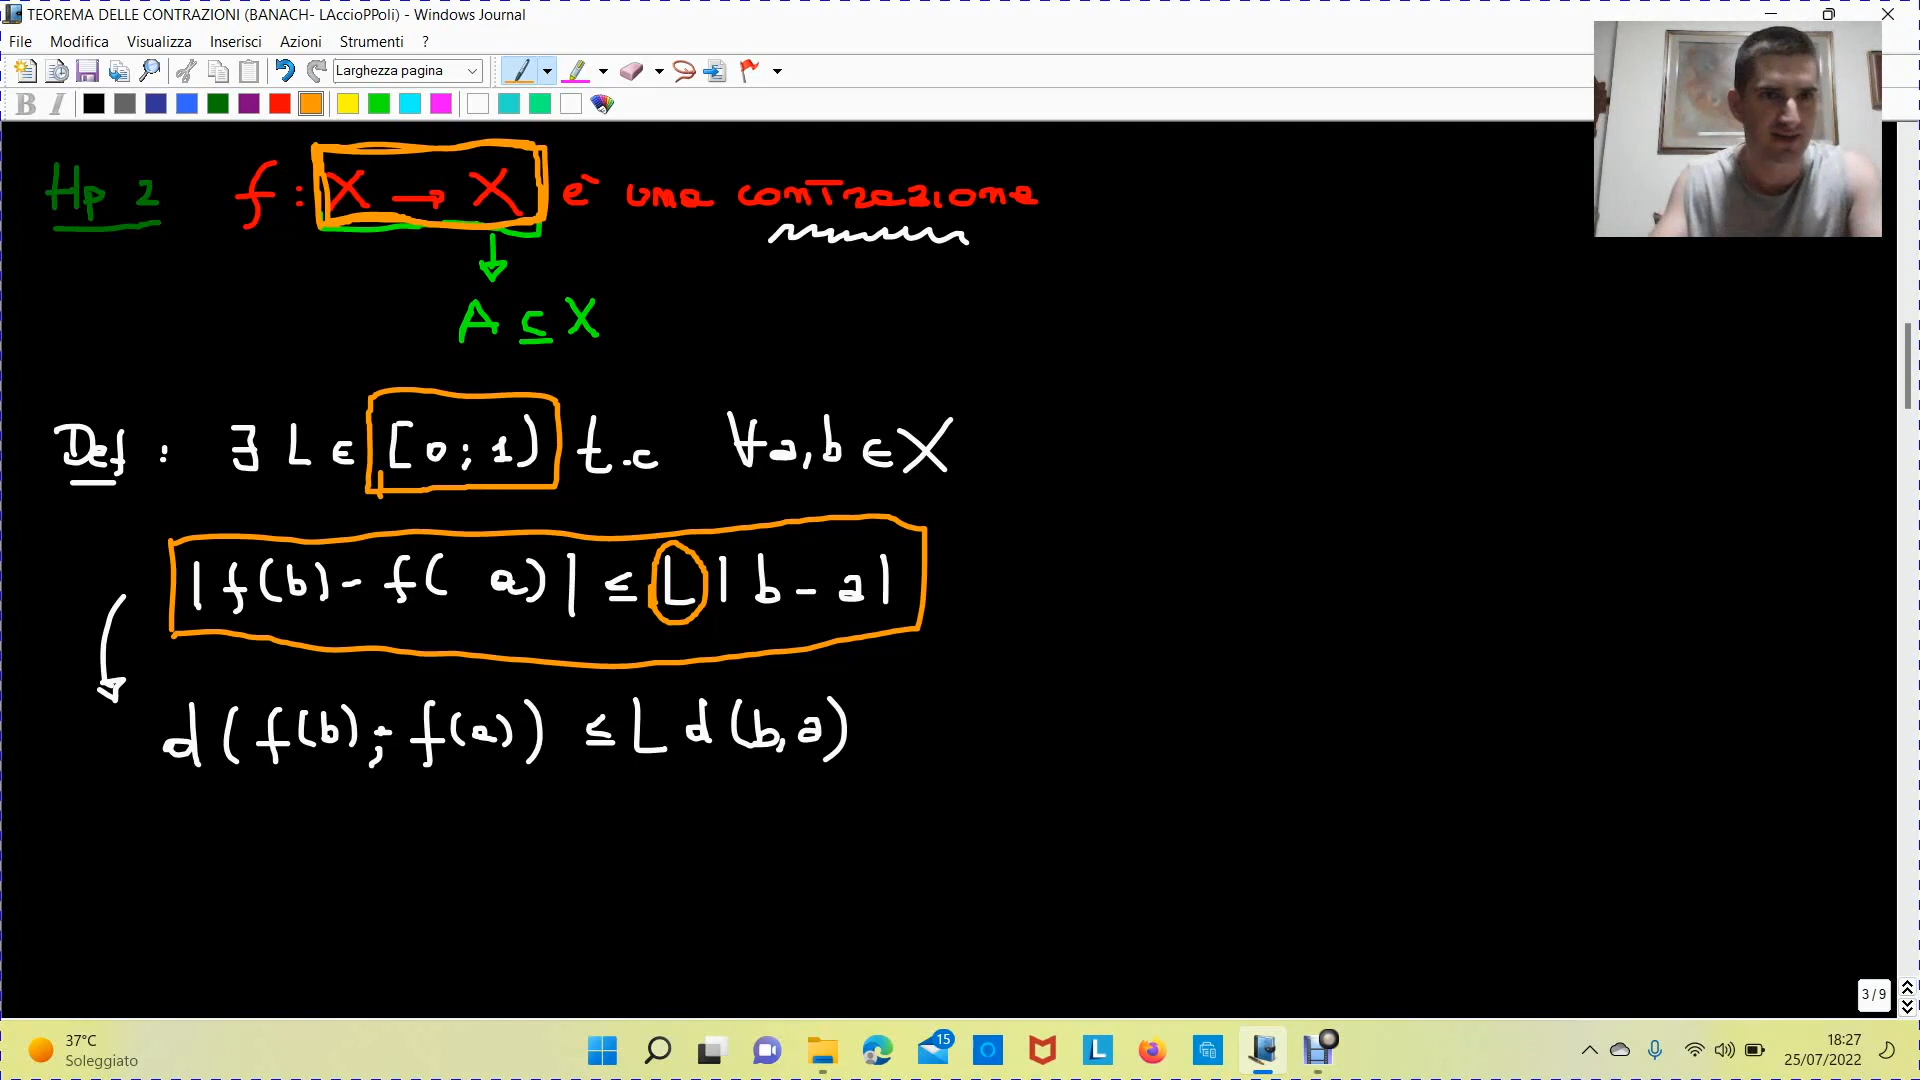 TEOREMA DELLE CONTRAZIONI (BANACH- LAccioPPoli) - Windows Journal
File Modifica Visualizza Inserisci Azioni Strumenti ?
Larghezza pagina
B I
Hp 2 f: X → X è una contrazione
A ⊆ X
Def : ∃ L ∈ [0;1) t.c ∀a,b ∈ X
|f(b)-f( a)| ≤ L | b - a|
d(f(b); f(a)) ≤ L d(b,a)
3 / 9
37°C
Soleggiato
15
18:27
25/07/2022